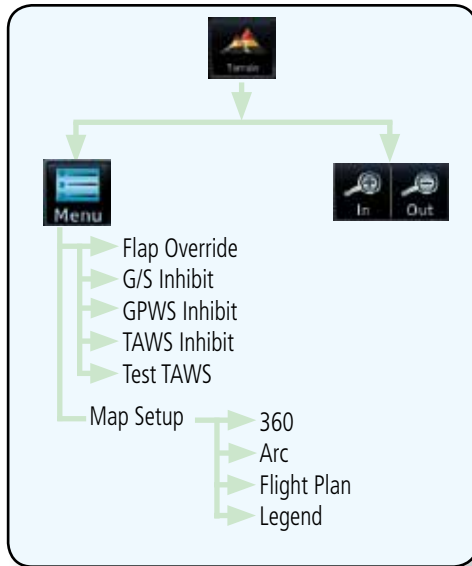 Terrain
Menu
In
Out
Flap Override
G/S Inhibit
GPWS Inhibit
TAWS Inhibit
Test TAWS
Map Setup
360
Arc
Flight Plan
Legend